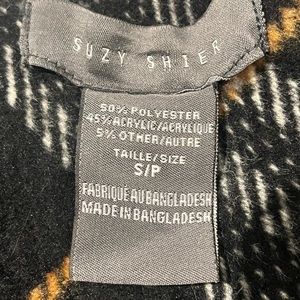 SUZY SHIER
50% POLYESTER
45% ACRYLIC/ACRYLIQUE
5% OTHER/AUTRE
TAILLE/SIZE
S/P
FABRIQUE AU BANGLADESH
MADE IN BANGLADESH